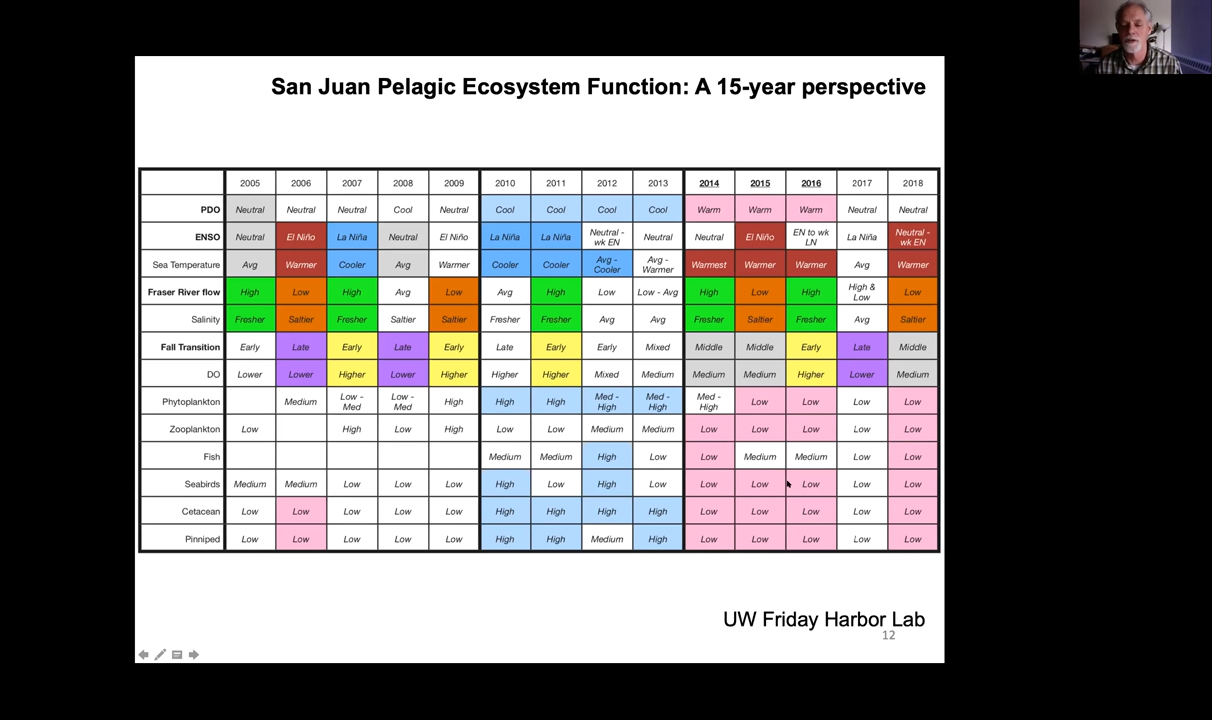 San Juan Pelagic Ecosystem Function: A 15-year perspective
2005 2006 2007 2008 2009 2010 2011 2012 2013 2014 2015 2016 2017 2018
PDO Neutral Neutral Neutral Cool Neutral Cool Cool Cool Cool Warm Warm Warm Neutral Neutral
ENSO Neutral El Niño La Niña Neutral El Niño La Niña La Niña Neutral - wk EN Neutral Neutral El Niño EN to wk LN La Niña Neutral - wk EN
Sea Temperature Avg Warmer Cooler Avg Warmer Cooler Cooler Avg - Cooler Avg - Warmer Warmest Warmer Warmer Avg Warmer
Fraser River flow High Low High Avg Low Avg High Low Low - Avg High Low High High & Low Low
Salinity Fresher Saltier Fresher Saltier Saltier Fresher Fresher Avg Avg Fresher Saltier Fresher Avg Saltier
Fall Transition Early Late Early Late Early Late Early Early Mixed Middle Middle Early Late Middle
DO Lower Lower Higher Lower Higher Higher Higher Mixed Medium Medium Medium Higher Lower Medium
Phytoplankton Medium Low - Med Low - Med High High High Med - High Med - High Med - High Low Low Low Low
Zooplankton Low High Low High Low Low Medium Medium Low Low Low Low Low
Fish Medium Medium High Low Low Medium Medium Low Low
Seabirds Medium Medium Low Low Low High Low High Low Low Low Low Low Low
Cetacean Low Low Low Low Low High High High High Low Low Low Low Low
Pinniped Low Low Low Low Low High High Medium High Low Low Low Low Low
UW Friday Harbor Lab
12